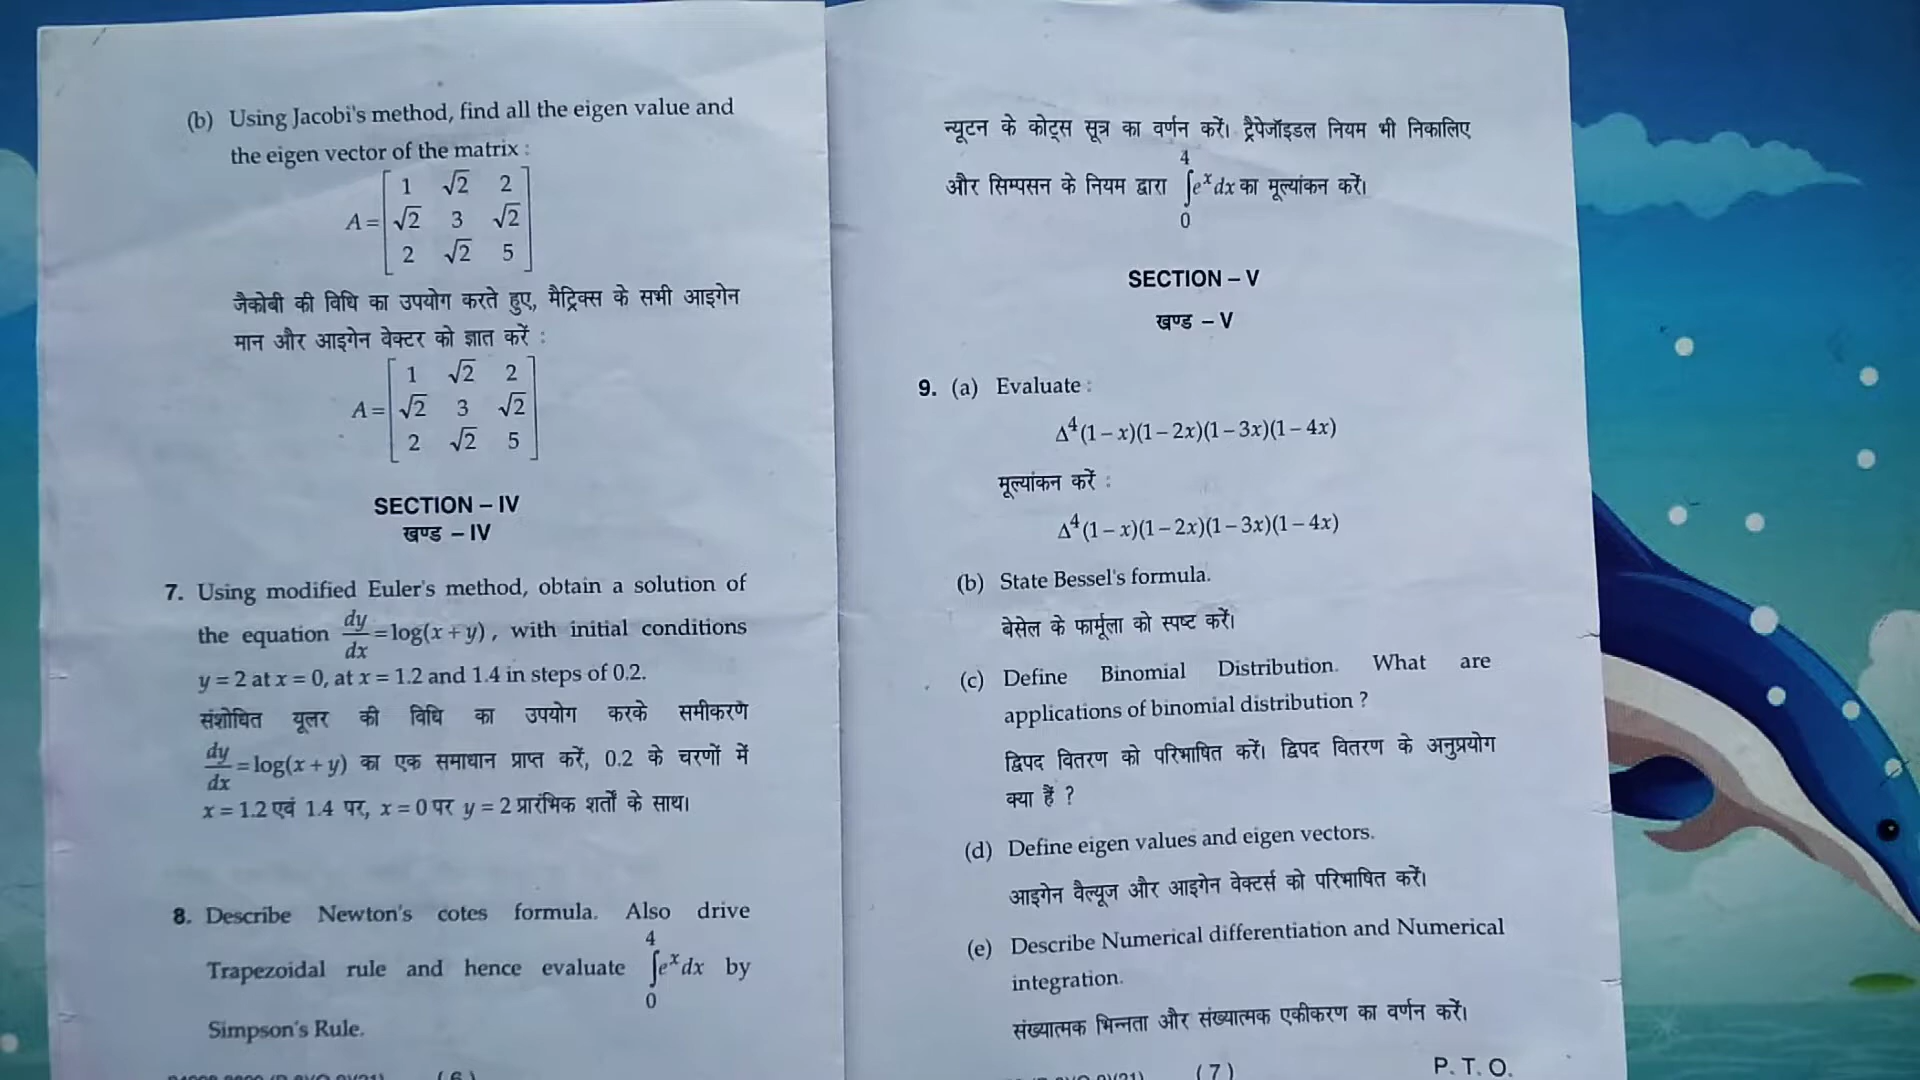 (b) Using Jacobi's method, find all the eigen value and
the eigen vector of the matrix :
A = [ 1 √2 2
√2 3 √2
2 √2 5 ]
जैकोबी की विधि का उपयोग करते हुए, मैट्रिक्स के सभी आइगेन
मान और आइगेन वेक्टर को ज्ञात करें :
A = [ 1 √2 2
√2 3 √2
2 √2 5 ]
SECTION – IV
खण्ड – IV
7. Using modified Euler's method, obtain a solution of
the equation dy/dx = log(x + y), with initial conditions
y = 2 at x = 0, at x = 1.2 and 1.4 in steps of 0.2.
संशोधित यूलर की विधि का उपयोग करके समीकरण
dy/dx = log(x + y) का एक समाधान प्राप्त करें, 0.2 के चरणों में
x = 1.2 एवं 1.4 पर, x = 0 पर y = 2 प्रारंभिक शर्तों के साथ।
8. Describe Newton's cotes formula. Also drive
Trapezoidal rule and hence evaluate ∫₀⁴ eˣ dx by
Simpson's Rule.
(6)
न्यूटन के कोट्स सूत्र का वर्णन करें। ट्रैपेजॉइडल नियम भी निकालिए
और सिम्पसन के नियम द्वारा ∫₀⁴ eˣ dx का मूल्यांकन करें।
SECTION – V
खण्ड – V
9. (a) Evaluate :
Δ⁴(1 – x)(1 – 2x)(1 – 3x)(1 – 4x)
मूल्यांकन करें :
Δ⁴(1 – x)(1 – 2x)(1 – 3x)(1 – 4x)
(b) State Bessel's formula.
बेसेल के फार्मूला को स्पष्ट करें।
(c) Define Binomial Distribution. What are
applications of binomial distribution ?
द्विपद वितरण को परिभाषित करें। द्विपद वितरण के अनुप्रयोग
क्या हैं ?
(d) Define eigen values and eigen vectors.
आइगेन वैल्यूज और आइगेन वेक्टर्स को परिभाषित करें।
(e) Describe Numerical differentiation and Numerical
integration.
संख्यात्मक भिन्नता और संख्यात्मक एकीकरण का वर्णन करें।
(7) P. T. O.